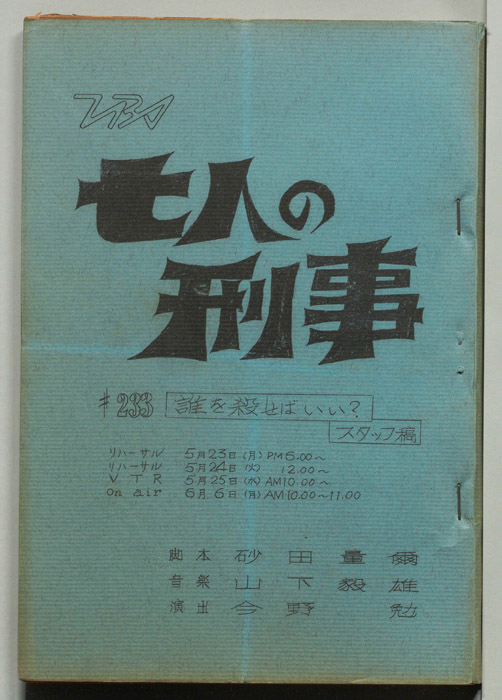 TBS
七人の
刑事
#233 誰を殺せばいい?
スタッフ稿
リハーサル 5月23日(月)PM6.00~
リハーサル 5月24日(火) 12.00~
VTR 5月25日(水)AM10.00~
On air 6月6日(月)AM10.00~11.00
脚本 砂田量爾
音楽 山下毅雄
演出 今野勉